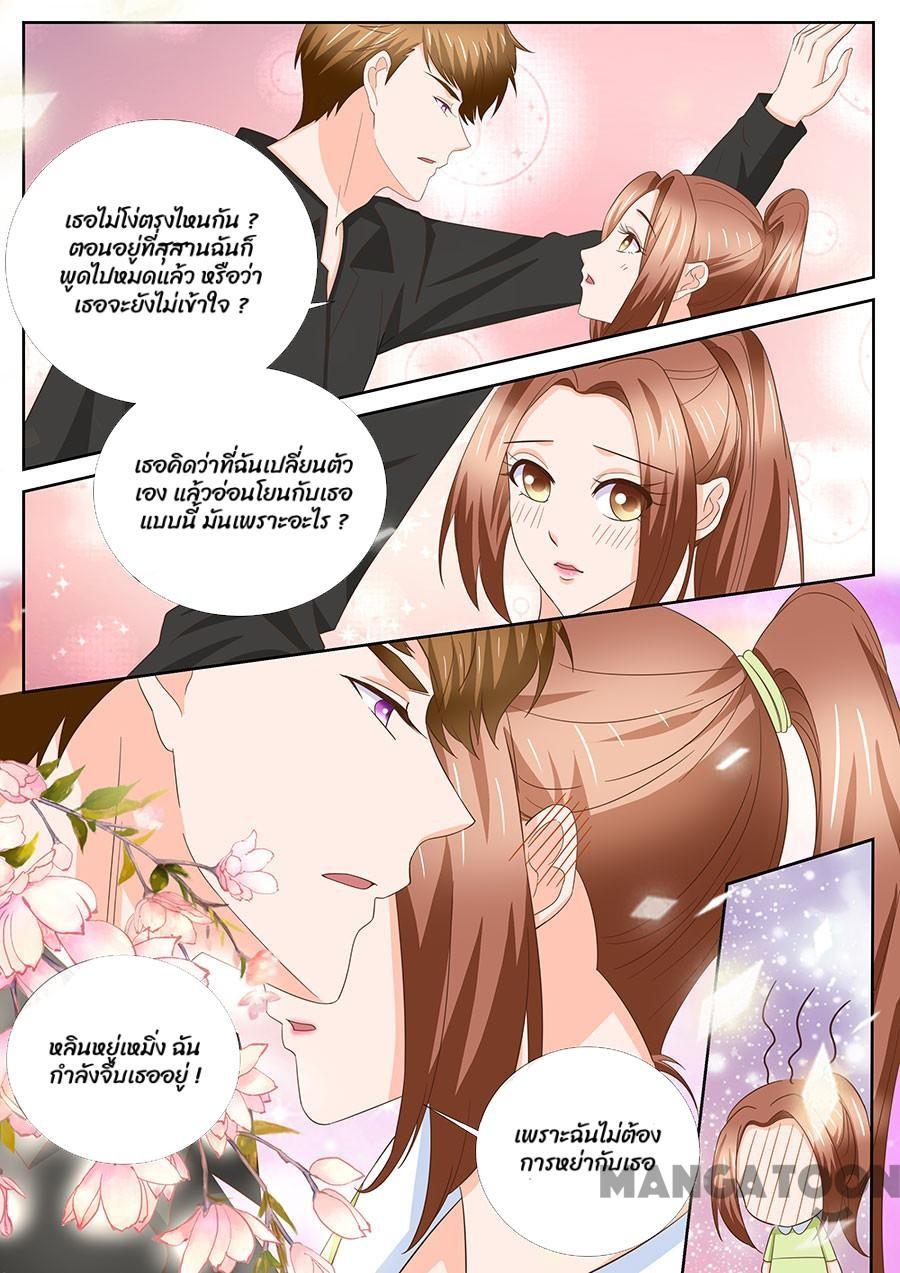 เธอไม่โง่ตรงไหนกัน ?
ตอนอยู่ที่สุสานฉันก็
พูดไปหมดแล้ว หรือว่า
เธอจะยังไม่เข้าใจ ?
เธอคิดว่าที่ฉันเปลี่ยนตัว
เอง แล้วอ่อนโยนกับเธอ
แบบนี้ มันเพราะอะไร ?
หลินหยู่เหมิ่ง ฉัน
กำลังจีบเธออยู่ !
เพราะฉันไม่ต้อง
การหย่ากับเธอ
MANGATOON